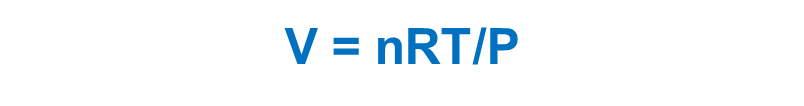 V = nRT/P